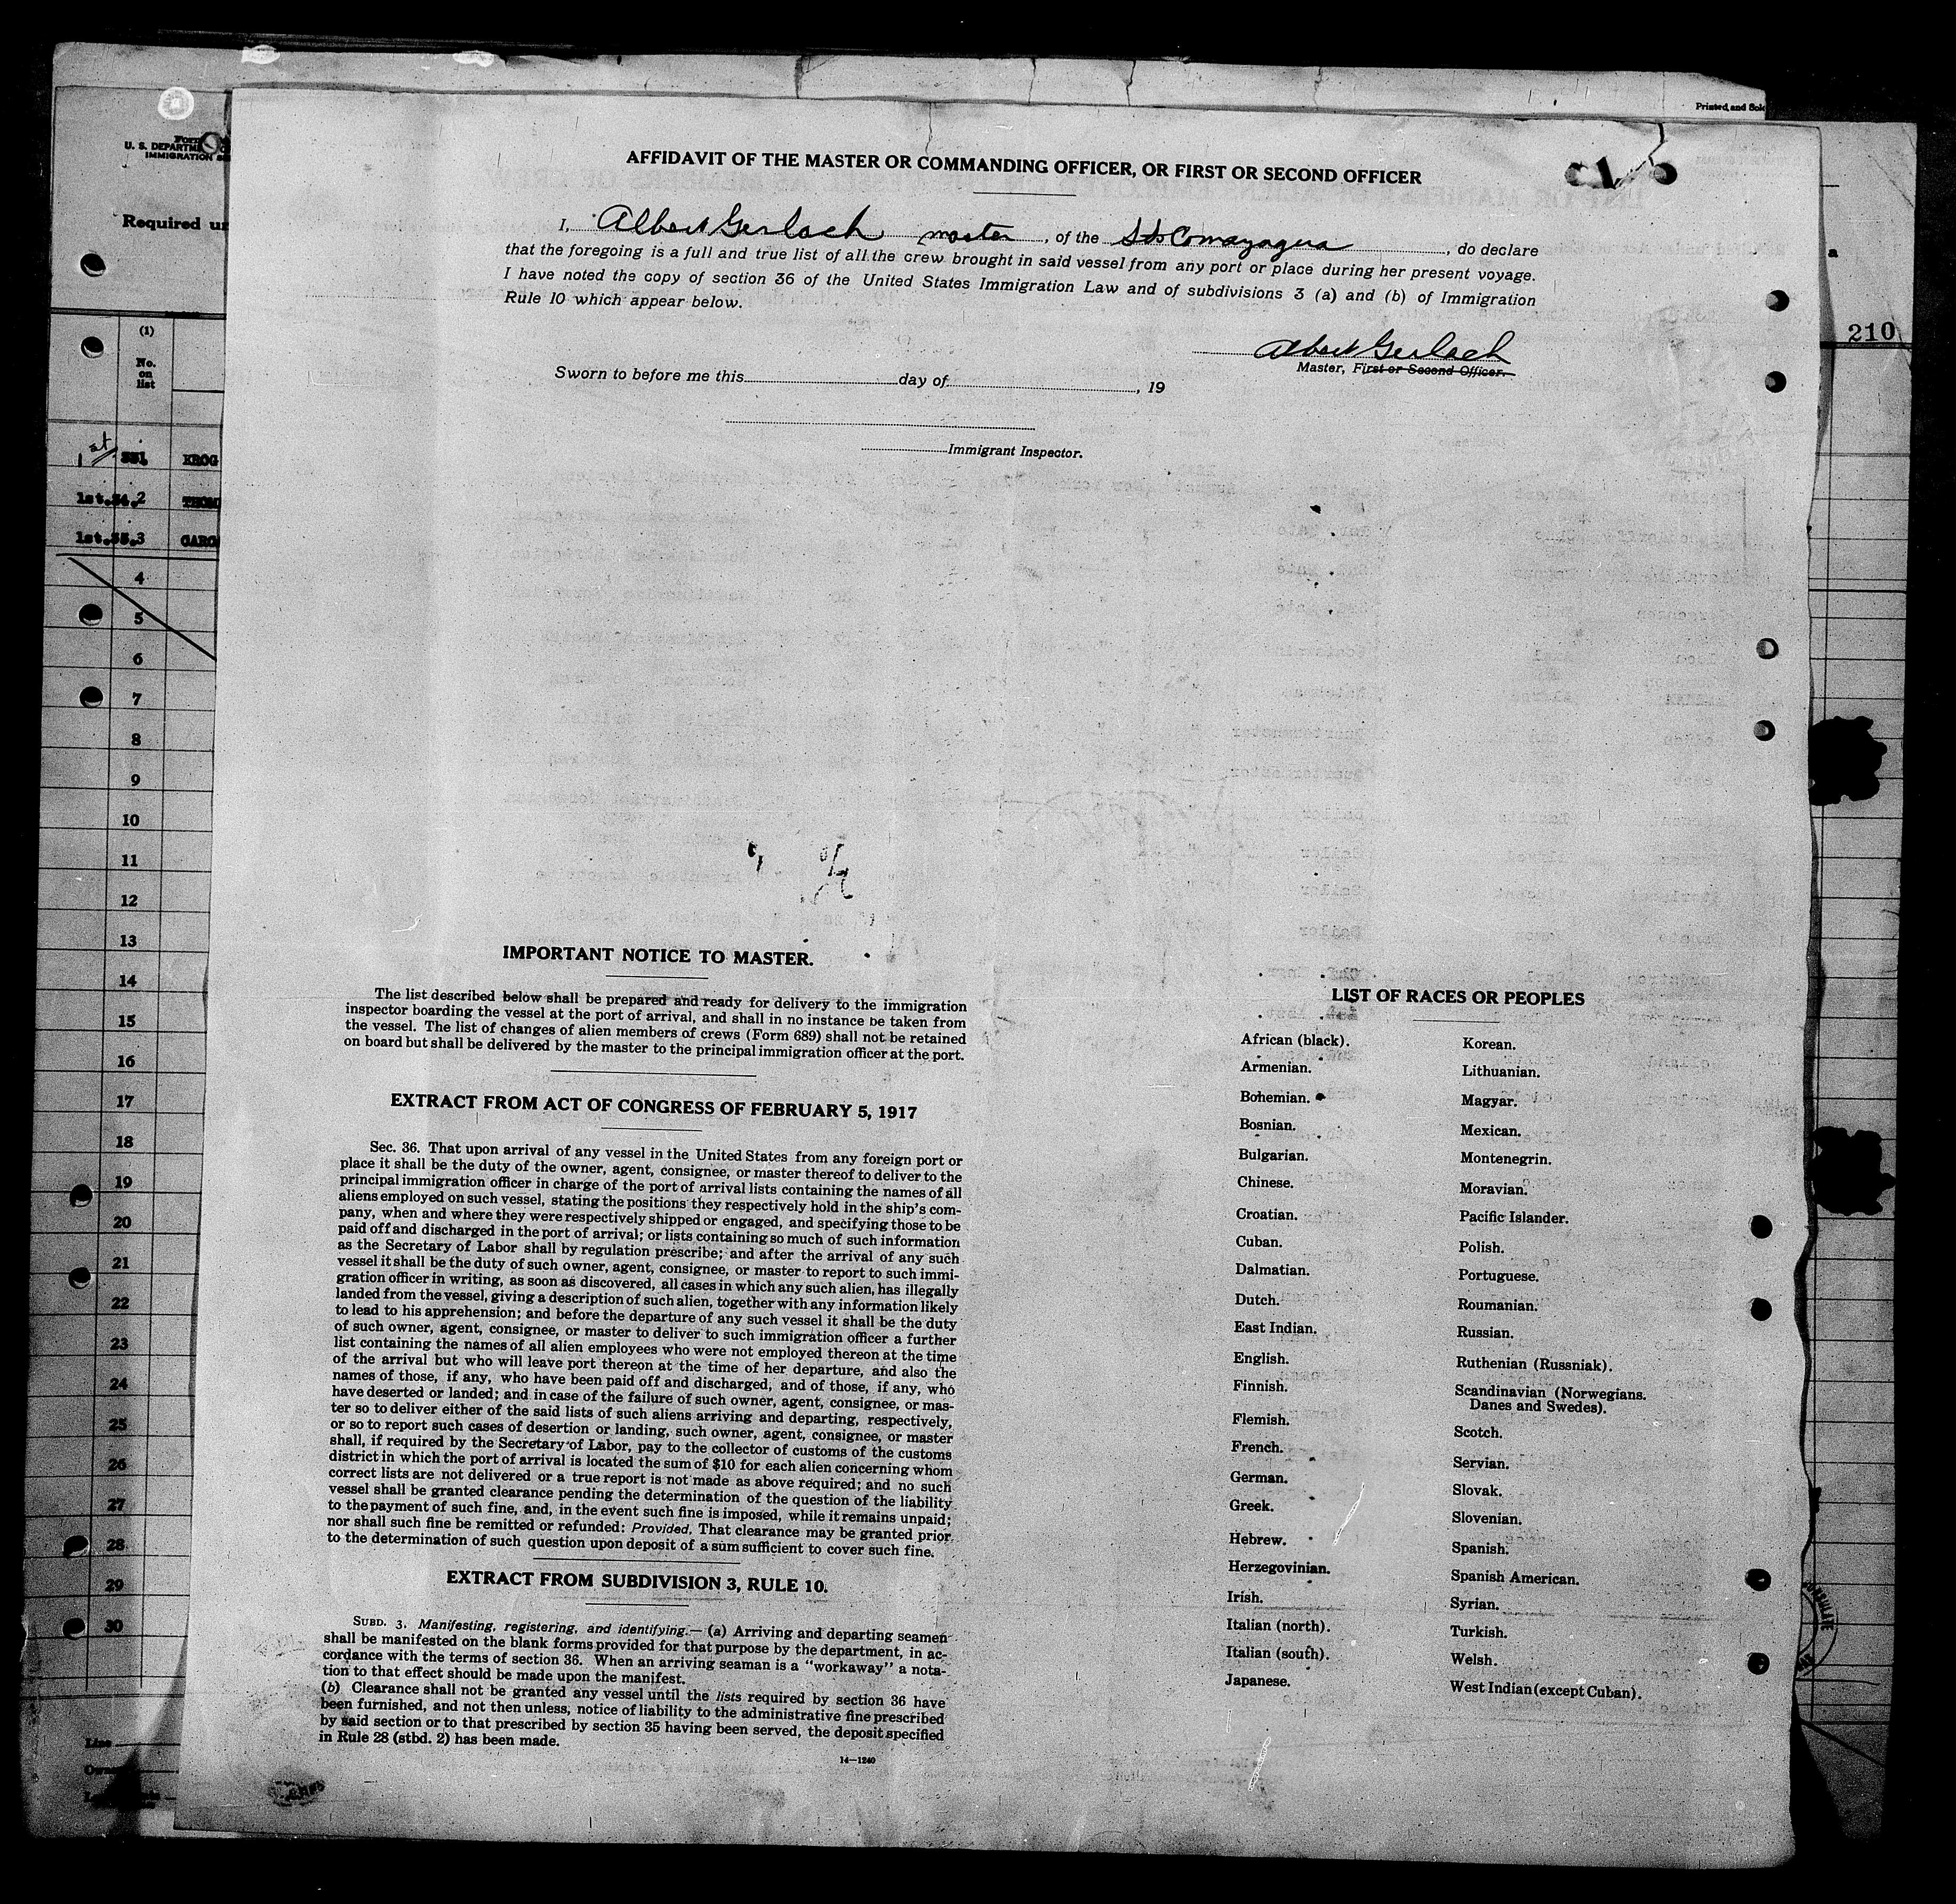 Printed and Sol
Form
U. S. DEPARTM
IMMIGRATION S
Required un
a
210
(1)
No.
on
list
1st. 331 KROG
1st.34.2 THOM
1st.35.3 GARC
4
5
6
7
8
9
10
11
12
13
14
15
16
17
18
19
20
21
22
23
24
25
26
27
28
29
30
Line
Owne
AFFIDAVIT OF THE MASTER OR COMMANDING OFFICER, OR FIRST OR SECOND OFFICER
I, Albert Gerlach master, of the SS Comayagua, do declare
that the foregoing is a full and true list of all the crew brought in said vessel from any port or place during her present voyage.
I have noted the copy of section 36 of the United States Immigration Law and of subdivisions 3 (a) and (b) of Immigration
Rule 10 which appear below.
Albert Gerlach
Master, First or Second Officer.
Sworn to before me this day of , 19
Immigrant Inspector.
IMPORTANT NOTICE TO MASTER.
The list described below shall be prepared and ready for delivery to the immigration
inspector boarding the vessel at the port of arrival, and shall in no instance be taken from
the vessel. The list of changes of alien members of crews (Form 689) shall not be retained
on board but shall be delivered by the master to the principal immigration officer at the port.
EXTRACT FROM ACT OF CONGRESS OF FEBRUARY 5, 1917
Sec. 36. That upon arrival of any vessel in the United States from any foreign port or
place it shall be the duty of the owner, agent, consignee, or master thereof to deliver to the
principal immigration officer in charge of the port of arrival lists containing the names of all
aliens employed on such vessel, stating the positions they respectively hold in the ship's com-
pany, when and where they were respectively shipped or engaged, and specifying those to be
paid off and discharged in the port of arrival; or lists containing so much of such information
as the Secretary of Labor shall by regulation prescribe; and after the arrival of any such
vessel it shall be the duty of such owner, agent, consignee, or master to report to such immi-
gration officer in writing, as soon as discovered, all cases in which any such alien, has illegally
landed from the vessel, giving a description of such alien, together with any information likely
to lead to his apprehension; and before the departure of any such vessel it shall be the duty
of such owner, agent, consignee, or master to deliver to such immigration officer a further
list containing the names of all alien employees who were not employed thereon at the time
of the arrival but who will leave port thereon at the time of her departure, and also the
names of those, if any, who have been paid off and discharged, and of those, if any, who
have deserted or landed; and in case of the failure of such owner, agent, consignee, or mas-
ter so to deliver either of the said lists of such aliens arriving and departing, respectively,
or so to report such cases of desertion or landing, such owner, agent, consignee, or master
shall, if required by the Secretary of Labor, pay to the collector of customs of the customs
district in which the port of arrival is located the sum of $10 for each alien concerning whom
correct lists are not delivered or a true report is not made as above required; and no such
vessel shall be granted clearance pending the determination of the question of the liability
to the payment of such fine, and, in the event such fine is imposed, while it remains unpaid;
nor shall such fine be remitted or refunded: Provided, That clearance may be granted prior
to the determination of such question upon deposit of a sum sufficient to cover such fine.
EXTRACT FROM SUBDIVISION 3, RULE 10.
SUBD. 3. Manifesting, registering, and identifying.—(a) Arriving and departing seamen
shall be manifested on the blank forms provided for that purpose by the department, in ac-
cordance with the terms of section 36. When an arriving seaman is a "workaway" a nota-
tion to that effect should be made upon the manifest.
(b) Clearance shall not be granted any vessel until the lists required by section 36 have
been furnished, and not then unless, notice of liability to the administrative fine prescribed
by said section or to that prescribed by section 35 having been served, the deposit specified
in Rule 28 (stbd. 2) has been made.
14—1240
LIST OF RACES OR PEOPLES
African (black).
Armenian.
Bohemian.
Bosnian.
Bulgarian.
Chinese.
Croatian.
Cuban.
Dalmatian.
Dutch.
East Indian.
English.
Finnish.
Flemish.
French.
German.
Greek.
Hebrew.
Herzegovinian.
Irish.
Italian (north).
Italian (south).
Japanese.
Korean.
Lithuanian.
Magyar.
Mexican.
Montenegrin.
Moravian.
Pacific Islander.
Polish.
Portuguese.
Roumanian.
Russian.
Ruthenian (Russniak).
Scandinavian (Norwegians.
Danes and Swedes).
Scotch.
Servian.
Slovak.
Slovenian.
Spanish.
Spanish American.
Syrian.
Turkish.
Welsh.
West Indian (except Cuban).